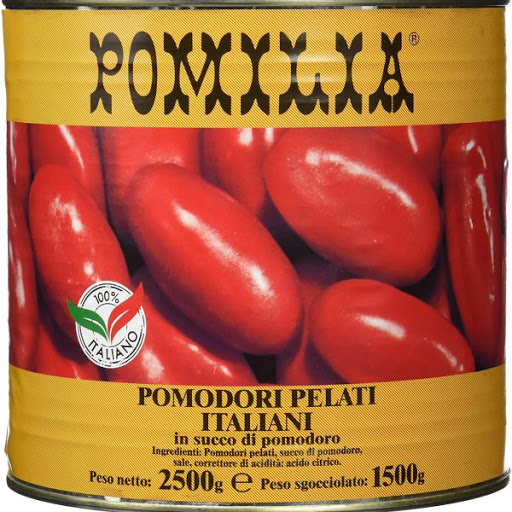 POMILIA®
100%
ITALIANO
POMODORI PELATI
ITALIANI
in succo di pomodoro
Ingredienti: Pomodori pelati, succo di pomodoro,
sale, correttore di acidità: acido citrico.
Peso netto: 2500g ℮ Peso sgocciolato: 1500g